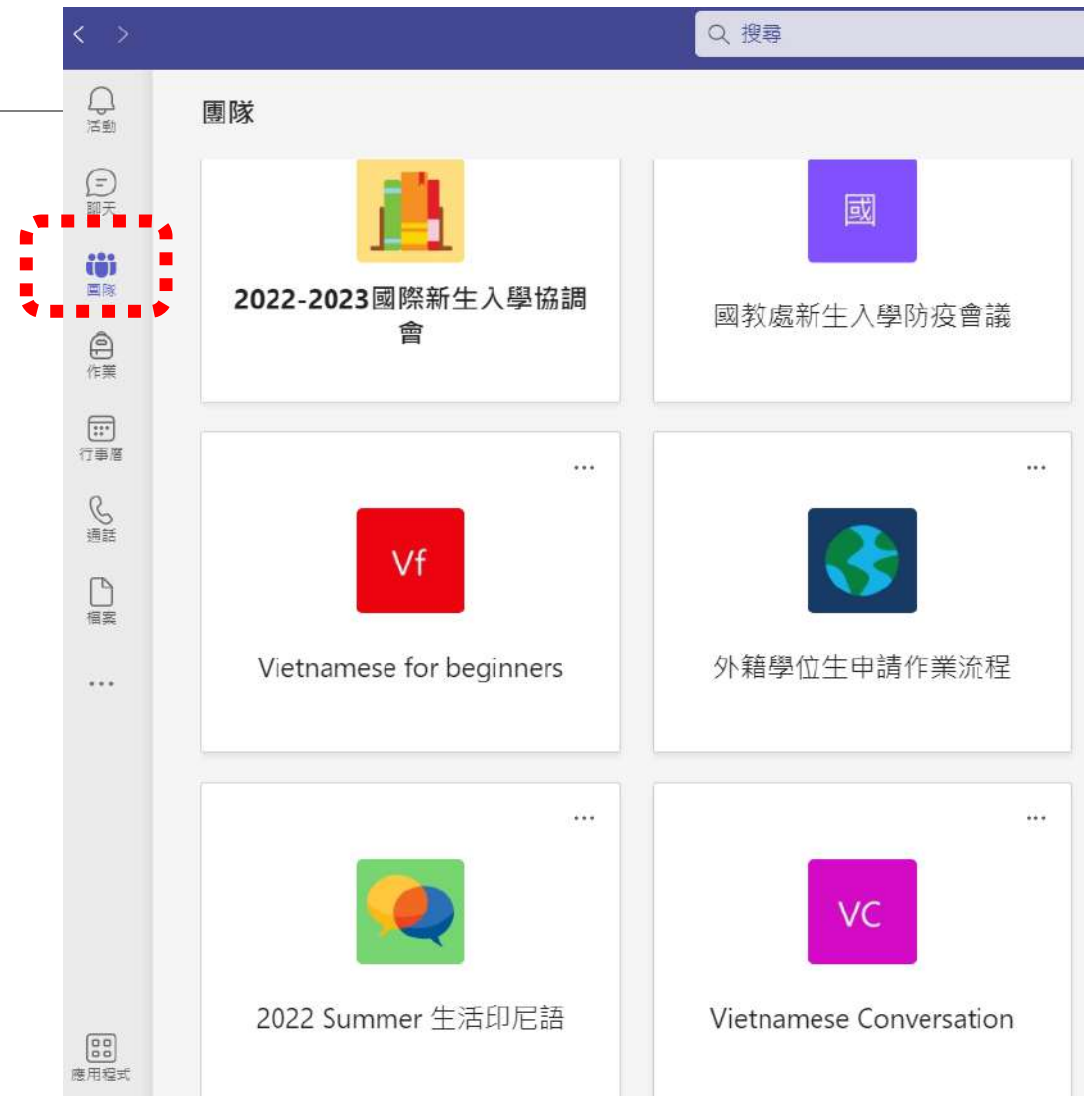 搜尋
活動
聊天
團隊
作業
行事曆
通話
檔案
...
應用程式
團隊
2022-2023國際新生入學協調
會
國
國教處新生入學防疫會議
...
Vf
Vietnamese for beginners
...
外籍學位生申請作業流程
...
2022 Summer 生活印尼語
...
VC
Vietnamese Conversation